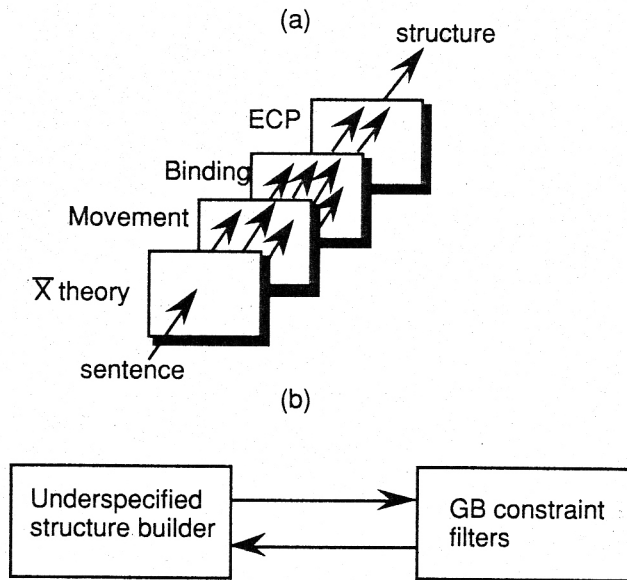 (a)
structure
ECP
Binding
Movement
X̅ theory
sentence
(b)
Underspecified
structure builder
GB constraint
filters